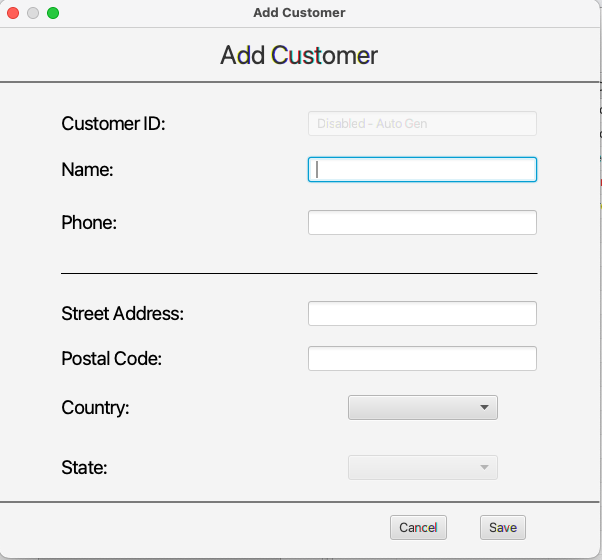 Add Customer
Add Customer
Customer ID: Disabled - Auto Gen
Name:
Phone:
Street Address:
Postal Code:
Country:
State:
Cancel Save